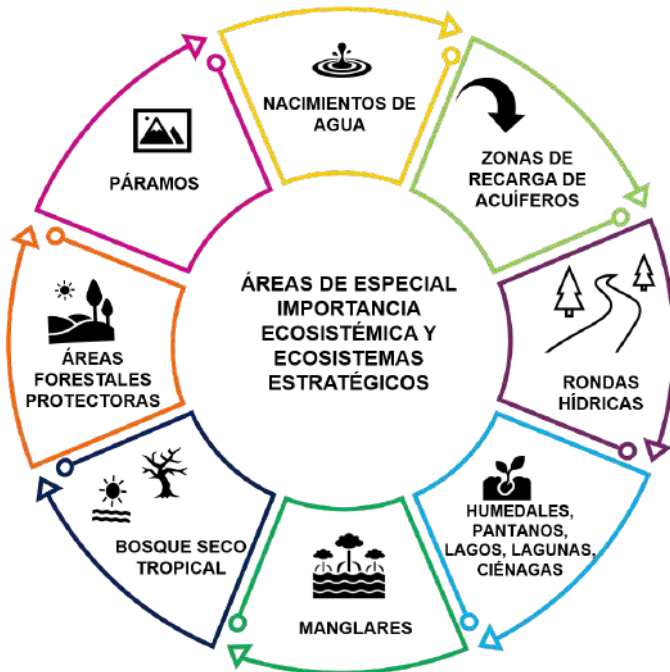 NACIMIENTOS DE
AGUA
ZONAS DE
RECARGA DE
ACUÍFEROS
RONDAS
HÍDRICAS
HUMEDALES,
PANTANOS,
LAGOS, LAGUNAS,
CIÉNAGAS
MANGLARES
BOSQUE SECO
TROPICAL
ÁREAS
FORESTALES
PROTECTORAS
PÁRAMOS
ÁREAS DE ESPECIAL
IMPORTANCIA
ECOSISTÉMICA Y
ECOSISTEMAS
ESTRATÉGICOS